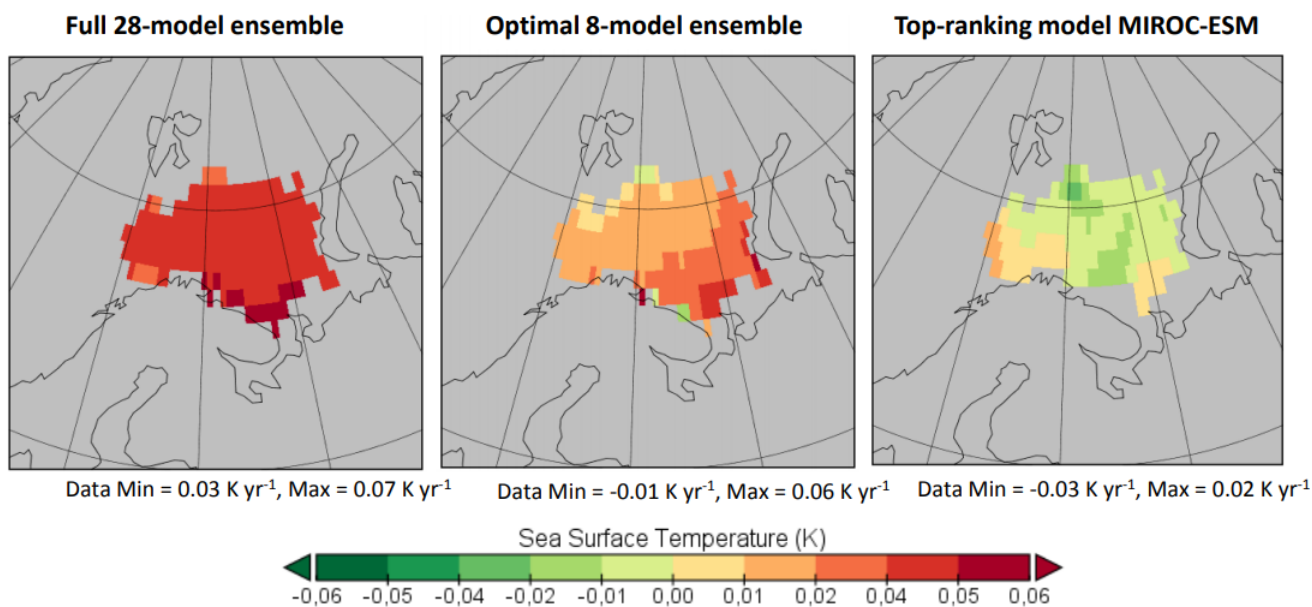 Full 28-model ensemble
Optimal 8-model ensemble
Top-ranking model MIROC-ESM
Data Min = 0.03 K yr⁻¹, Max = 0.07 K yr⁻¹
Data Min = -0.01 K yr⁻¹, Max = 0.06 K yr⁻¹
Data Min = -0.03 K yr⁻¹, Max = 0.02 K yr⁻¹
Sea Surface Temperature (K)
-0,06 -0,05 -0,04 -0,02 -0,01 0,00 0,01 0,02 0,04 0,05 0,06